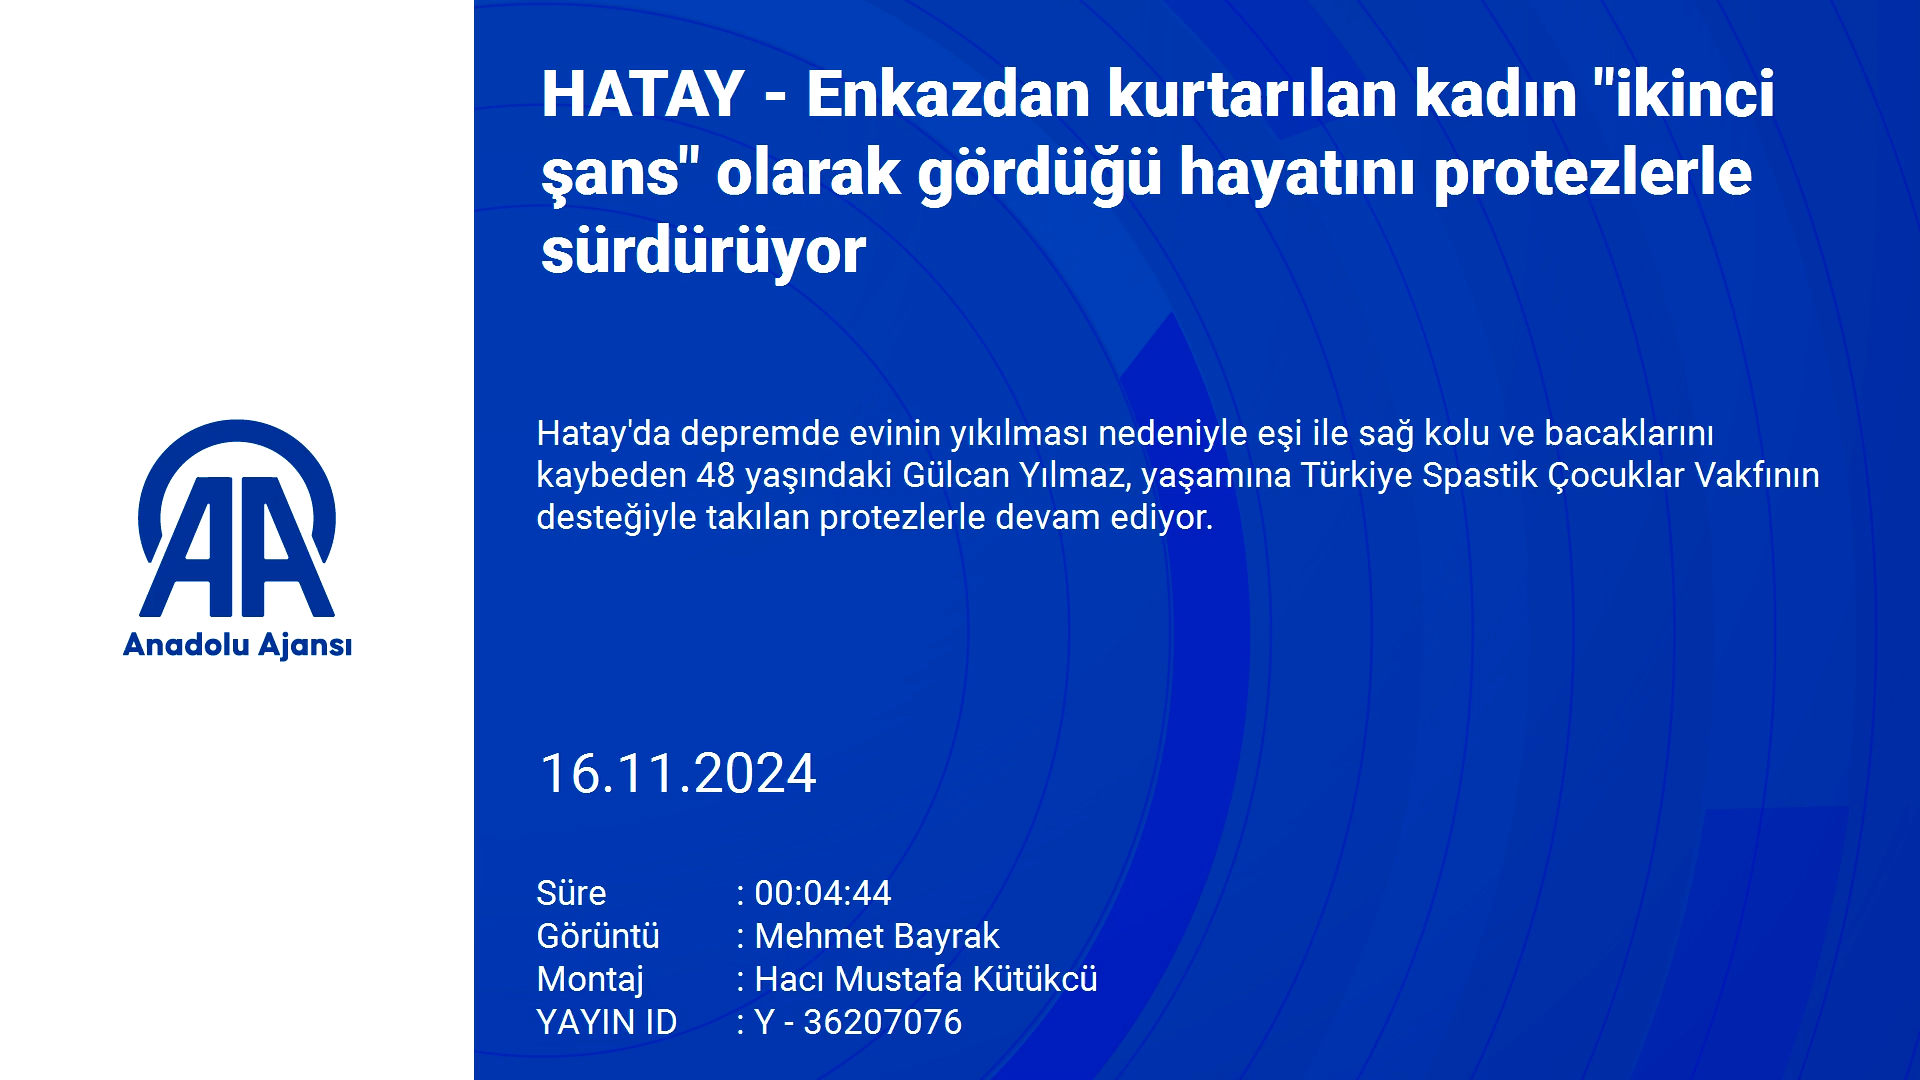 HATAY - Enkazdan kurtarılan kadın "ikinci
şans" olarak gördüğü hayatını protezlerle
sürdürüyor
Hatay'da depremde evinin yıkılması nedeniyle eşi ile sağ kolu ve bacaklarını
kaybeden 48 yaşındaki Gülcan Yılmaz, yaşamına Türkiye Spastik Çocuklar Vakfının
desteğiyle takılan protezlerle devam ediyor.
AA
Anadolu Ajansı
16.11.2024
Süre : 00:04:44
Görüntü : Mehmet Bayrak
Montaj : Hacı Mustafa Kütükcü
YAYIN ID : Y - 36207076